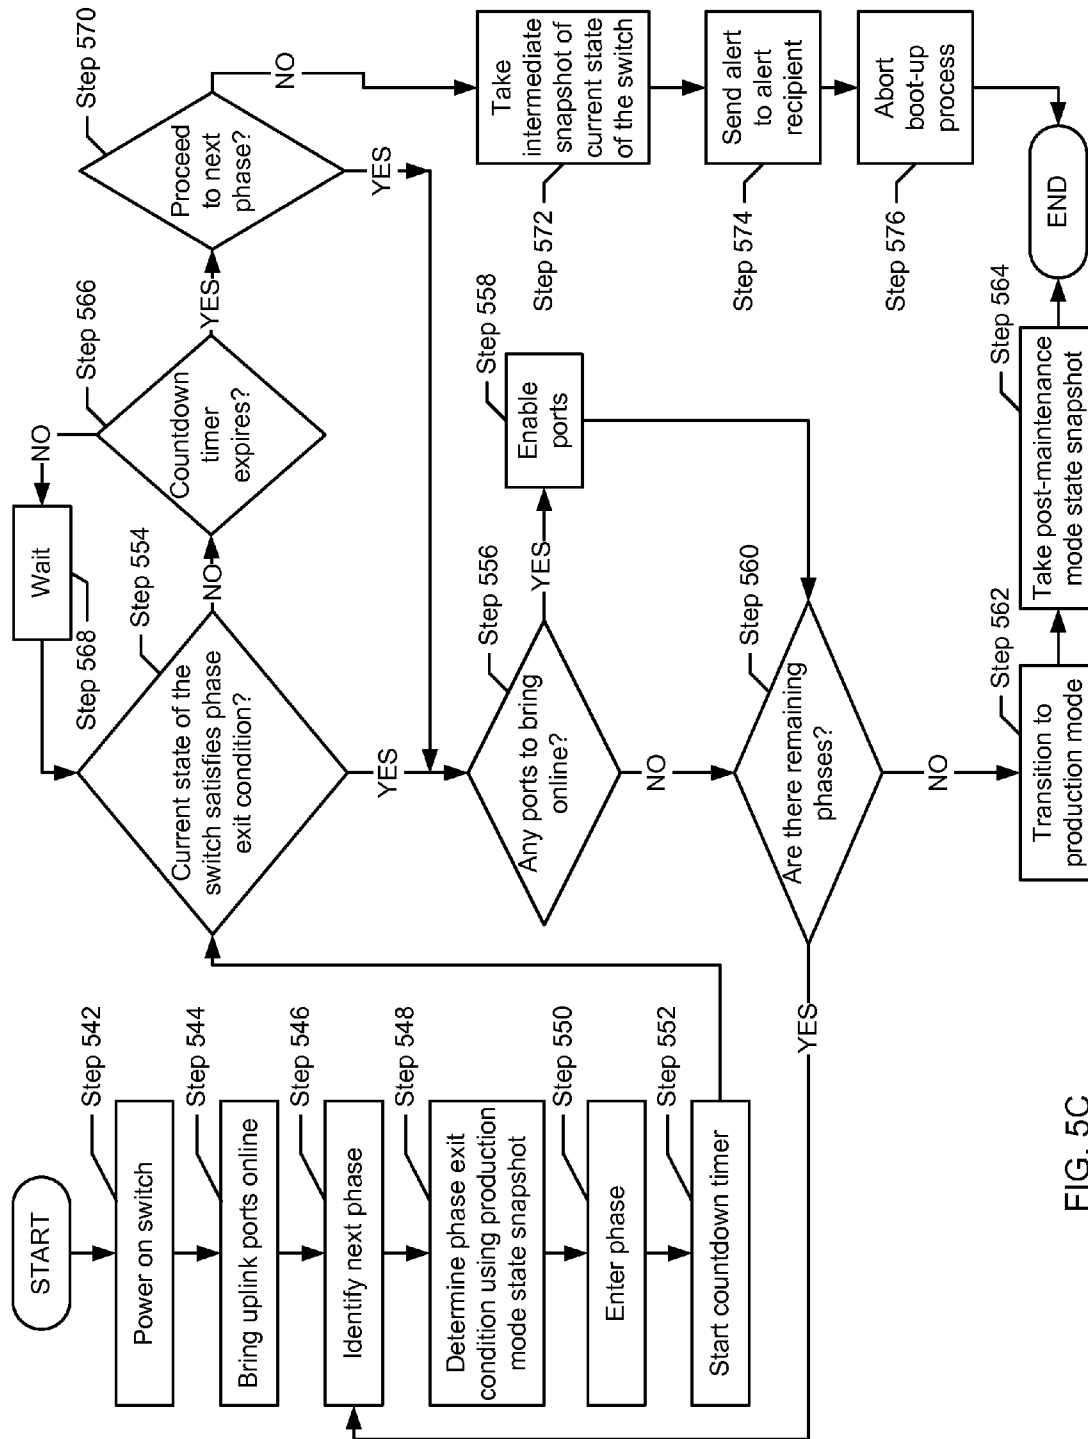 START
Step 542
Power on switch
Step 544
Bring uplink ports online
Step 546
Identify next phase
Step 548
Determine phase exit
condition using production
mode state snapshot
Step 550
Enter phase
Step 552
Start countdown timer
Wait
Step 568
NO
Step 554
Current state of the
switch satisfies phase
exit condition?
NO
YES
Step 566
Countdown
timer
expires?
YES
Step 570
Proceed
to next
phase?
NO
YES
Step 556
Any ports to bring
online?
YES
NO
Step 558
Enable
ports
Step 560
Are there remaining
phases?
YES
NO
Step 562
Transition to
production mode
Step 564
Take post-maintenance
mode state snapshot
Take
intermediate
snapshot of
current state
of the switch
Step 572
Send alert
to alert
recipient
Step 574
Abort
boot-up
process
Step 576
END
FIG. 5C